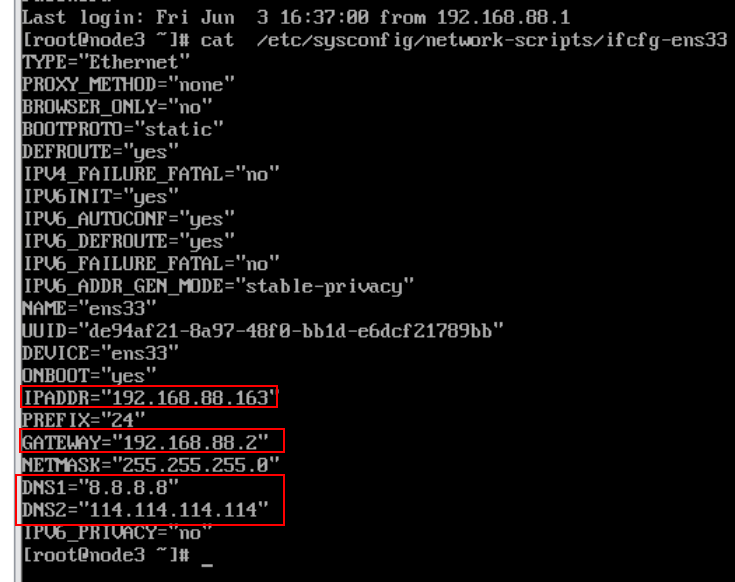 Last login: Fri Jun  3 16:37:00 from 192.168.88.1
[root@node3 ~]# cat  /etc/sysconfig/network-scripts/ifcfg-ens33
TYPE="Ethernet"
PROXY_METHOD="none"
BROWSER_ONLY="no"
BOOTPROTO="static"
DEFROUTE="yes"
IPV4_FAILURE_FATAL="no"
IPV6INIT="yes"
IPV6_AUTOCONF="yes"
IPV6_DEFROUTE="yes"
IPV6_FAILURE_FATAL="no"
IPV6_ADDR_GEN_MODE="stable-privacy"
NAME="ens33"
UUID="de94af21-8a97-48f0-bb1d-e6dcf21789bb"
DEVICE="ens33"
ONBOOT="yes"
IPADDR="192.168.88.163"
PREFIX="24"
GATEWAY="192.168.88.2"
NETMASK="255.255.255.0"
DNS1="8.8.8.8"
DNS2="114.114.114.114"
IPV6_PRIVACY="no"
[root@node3 ~]# _